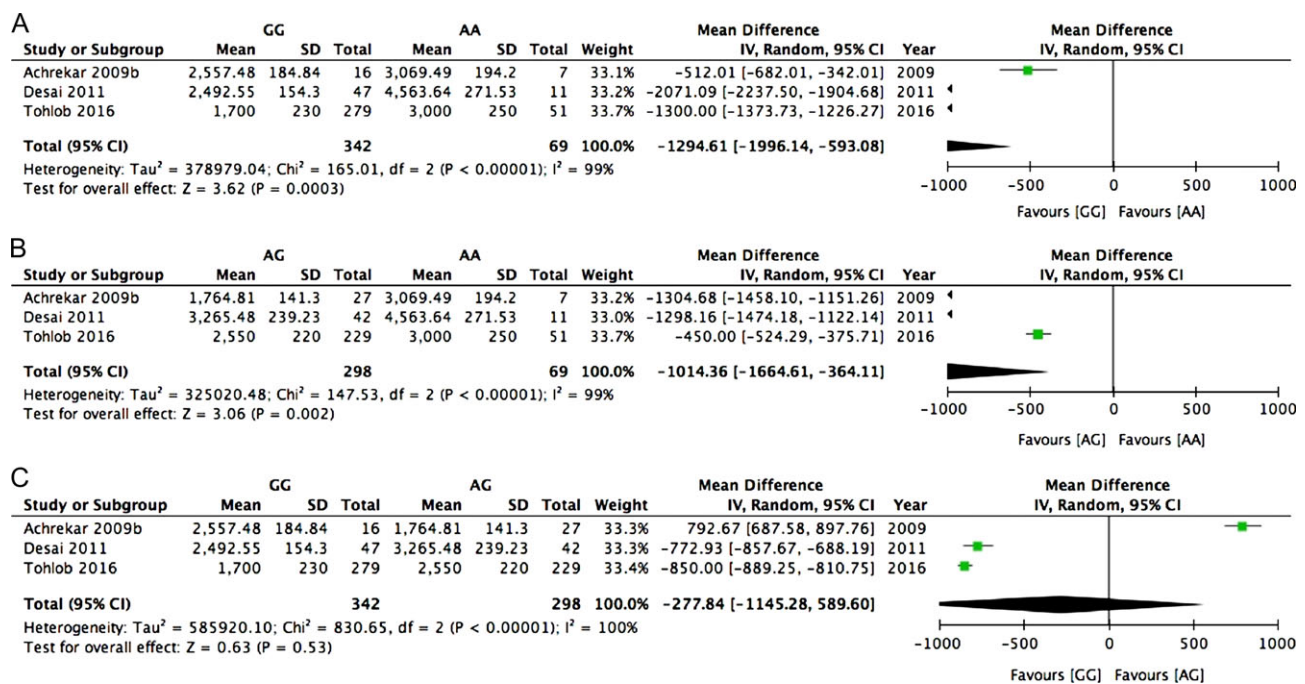 A
GG AA Mean Difference Mean Difference
Study or Subgroup Mean SD Total Mean SD Total Weight IV, Random, 95% CI Year IV, Random, 95% CI
Achrekar 2009b 2,557.48 184.84 16 3,069.49 194.2 7 33.1% -512.01 [-682.01, -342.01] 2009
Desai 2011 2,492.55 154.3 47 4,563.64 271.53 11 33.2% -2071.09 [-2237.50, -1904.68] 2011
Tohlob 2016 1,700 230 279 3,000 250 51 33.7% -1300.00 [-1373.73, -1226.27] 2016
Total (95% CI) 342 69 100.0% -1294.61 [-1996.14, -593.08]
Heterogeneity: Tau² = 378979.04; Chi² = 165.01, df = 2 (P < 0.00001); I² = 99%
Test for overall effect: Z = 3.62 (P = 0.0003)
-1000 -500 0 500 1000
Favours [GG] Favours [AA]
B
AG AA Mean Difference Mean Difference
Study or Subgroup Mean SD Total Mean SD Total Weight IV, Random, 95% CI Year IV, Random, 95% CI
Achrekar 2009b 1,764.81 141.3 27 3,069.49 194.2 7 33.2% -1304.68 [-1458.10, -1151.26] 2009
Desai 2011 3,265.48 239.23 42 4,563.64 271.53 11 33.0% -1298.16 [-1474.18, -1122.14] 2011
Tohlob 2016 2,550 220 229 3,000 250 51 33.7% -450.00 [-524.29, -375.71] 2016
Total (95% CI) 298 69 100.0% -1014.36 [-1664.61, -364.11]
Heterogeneity: Tau² = 325020.48; Chi² = 147.53, df = 2 (P < 0.00001); I² = 99%
Test for overall effect: Z = 3.06 (P = 0.002)
-1000 -500 0 500 1000
Favours [AG] Favours [AA]
C
GG AG Mean Difference Mean Difference
Study or Subgroup Mean SD Total Mean SD Total Weight IV, Random, 95% CI Year IV, Random, 95% CI
Achrekar 2009b 2,557.48 184.84 16 1,764.81 141.3 27 33.3% 792.67 [687.58, 897.76] 2009
Desai 2011 2,492.55 154.3 47 3,265.48 239.23 42 33.3% -772.93 [-857.67, -688.19] 2011
Tohlob 2016 1,700 230 279 2,550 220 229 33.4% -850.00 [-889.25, -810.75] 2016
Total (95% CI) 342 298 100.0% -277.84 [-1145.28, 589.60]
Heterogeneity: Tau² = 585920.10; Chi² = 830.65, df = 2 (P < 0.00001); I² = 100%
Test for overall effect: Z = 0.63 (P = 0.53)
-1000 -500 0 500 1000
Favours [GG] Favours [AG]